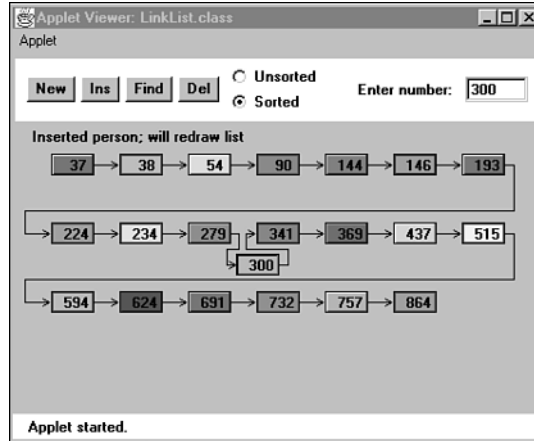 Applet Viewer: LinkList.class
Applet
New Ins Find Del
Unsorted
Sorted
Enter number: 300
Inserted person; will redraw list
37 38 54 90 144 146 193
224 234 279 341 369 437 515
300
594 624 691 732 757 864
Applet started.